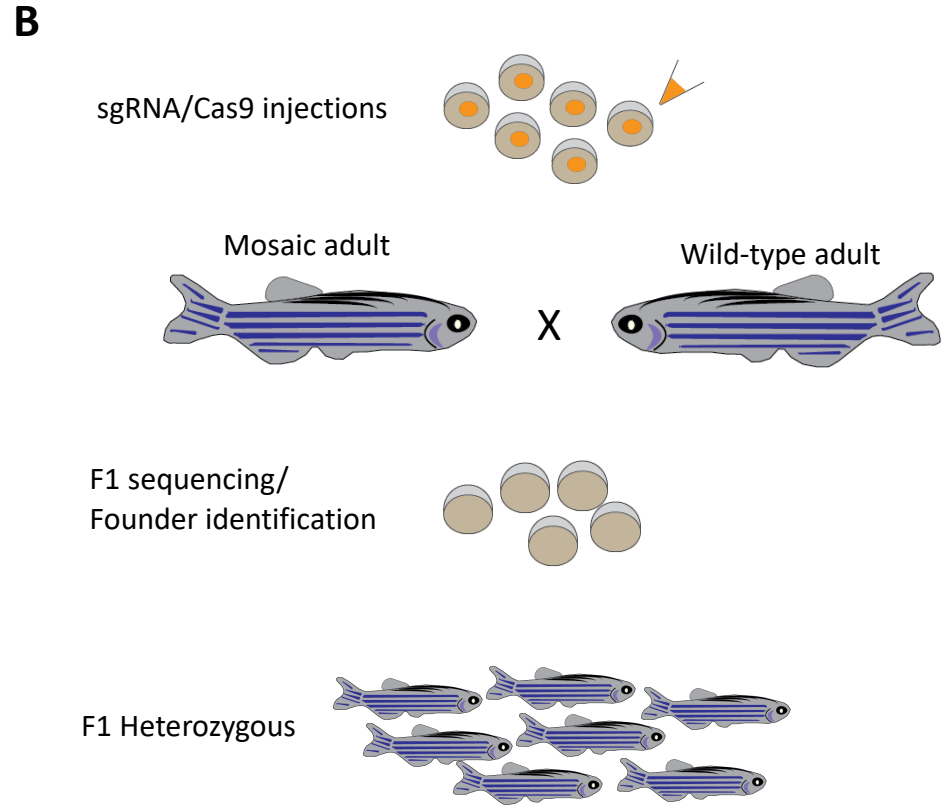 B
sgRNA/Cas9 injections
Mosaic adult
Wild-type adult
X
F1 sequencing/
Founder identification
F1 Heterozygous